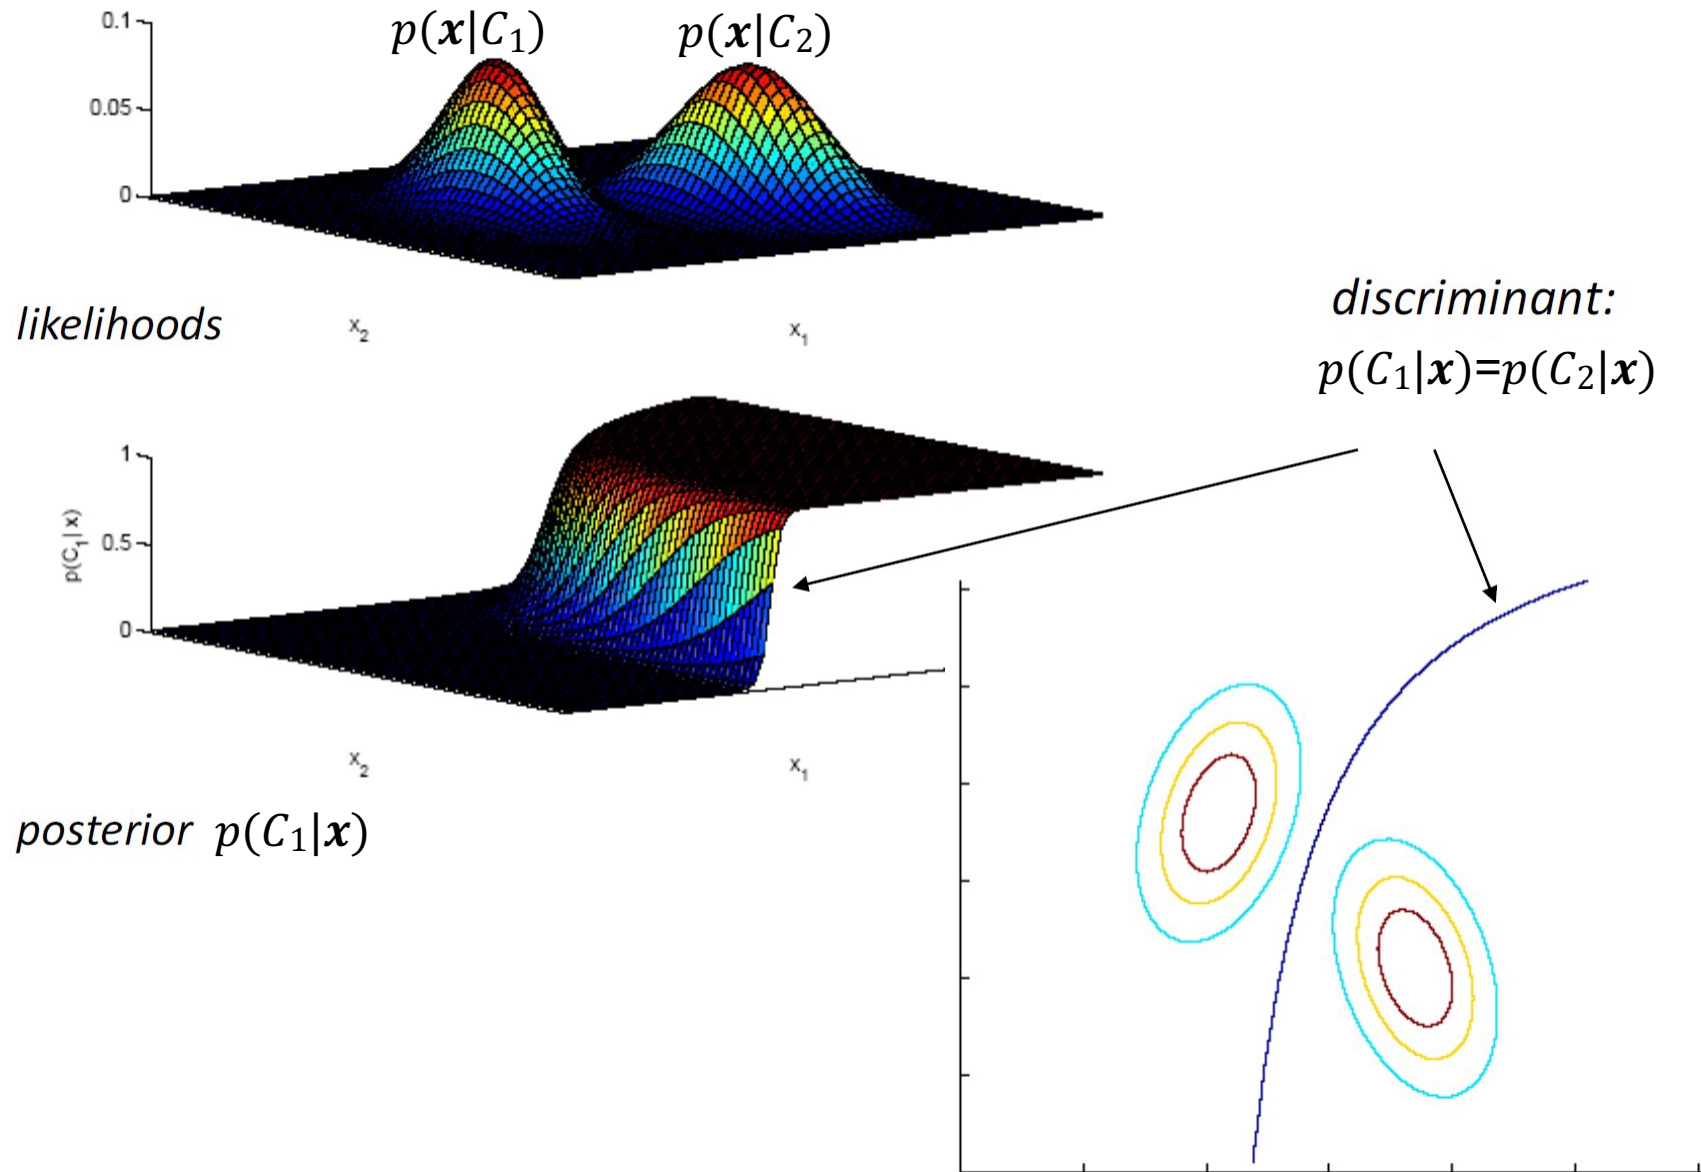 0.1
p(x|C₁)
p(x|C₂)
0.05
0
likelihoods
x₂
x₁
discriminant:
p(C₁|x)=p(C₂|x)
1
0.5
0
p(C₁|x)
x₂
x₁
posterior p(C₁|x)